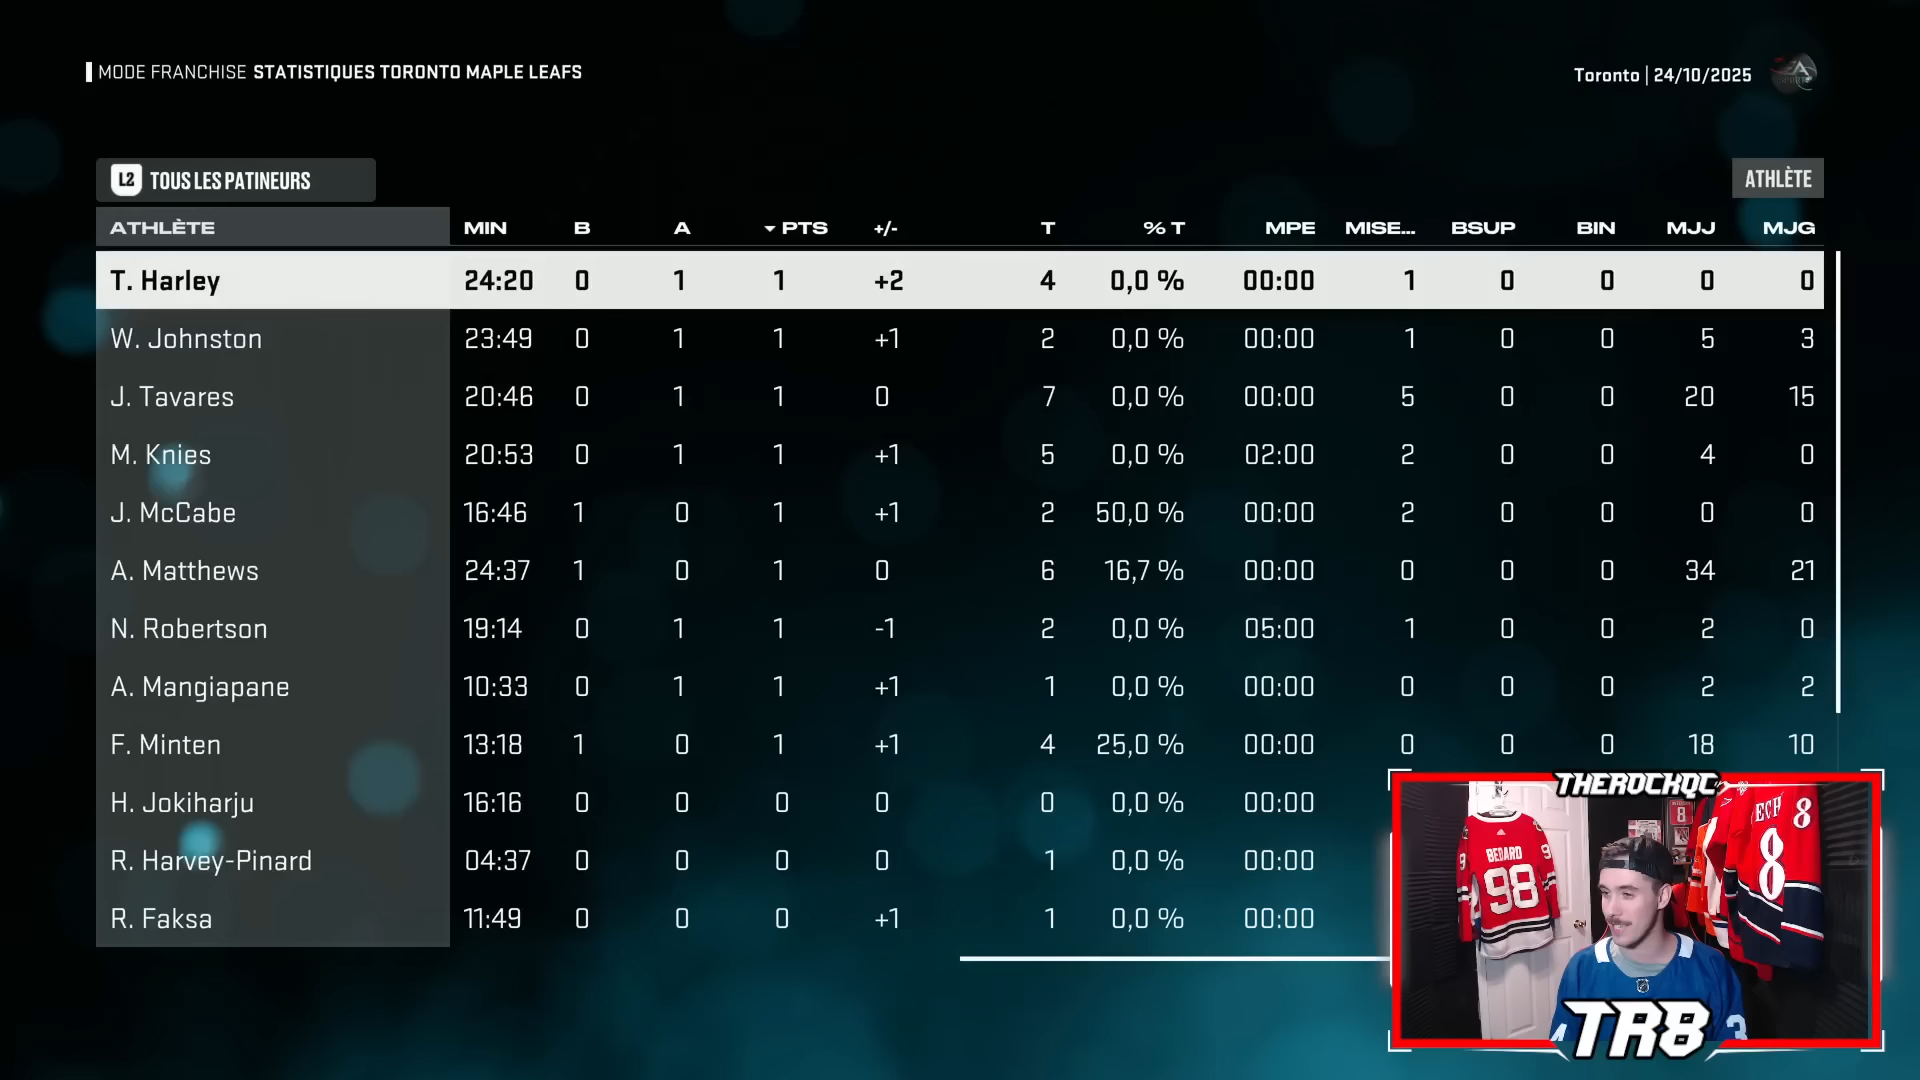 MODE FRANCHISE STATISTIQUES TORONTO MAPLE LEAFS
Toronto | 24/10/2025
L2 TOUS LES PATINEURS
ATHLÈTE
ATHLÈTE MIN B A PTS +/- T % T MPE MISE... BSUP BIN MJJ MJG
T. Harley 24:20 0 1 1 +2 4 0,0 % 00:00 1 0 0 0 0
W. Johnston 23:49 0 1 1 +1 2 0,0 % 00:00 1 0 0 5 3
J. Tavares 20:46 0 1 1 0 7 0,0 % 00:00 5 0 0 20 15
M. Knies 20:53 0 1 1 +1 5 0,0 % 02:00 2 0 0 4 0
J. McCabe 16:46 1 0 1 +1 2 50,0 % 00:00 2 0 0 0 0
A. Matthews 24:37 1 0 1 0 6 16,7 % 00:00 0 0 0 34 21
N. Robertson 19:14 0 1 1 -1 2 0,0 % 05:00 1 0 0 2 0
A. Mangiapane 10:33 0 1 1 +1 1 0,0 % 00:00 0 0 0 2 2
F. Minten 13:18 1 0 1 +1 4 25,0 % 00:00 0 0 0 18 10
H. Jokiharju 16:16 0 0 0 0 0 0,0 % 00:00
R. Harvey-Pinard 04:37 0 0 0 0 1 0,0 % 00:00
R. Faksa 11:49 0 0 0 +1 1 0,0 % 00:00
THEROCKQC
BEDARD
98
9
9
8
8
8
TR8
3